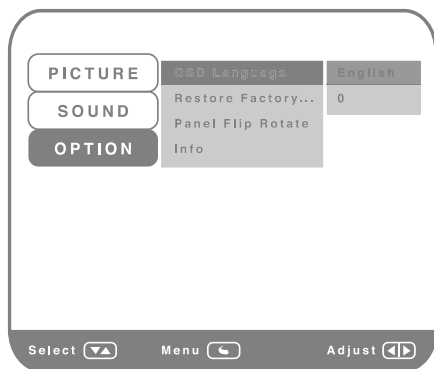 PICTURE
SOUND
OPTION
OSD Language English
Restore Factory... 0
Panel Flip Rotate
Info
Select Menu Adjust